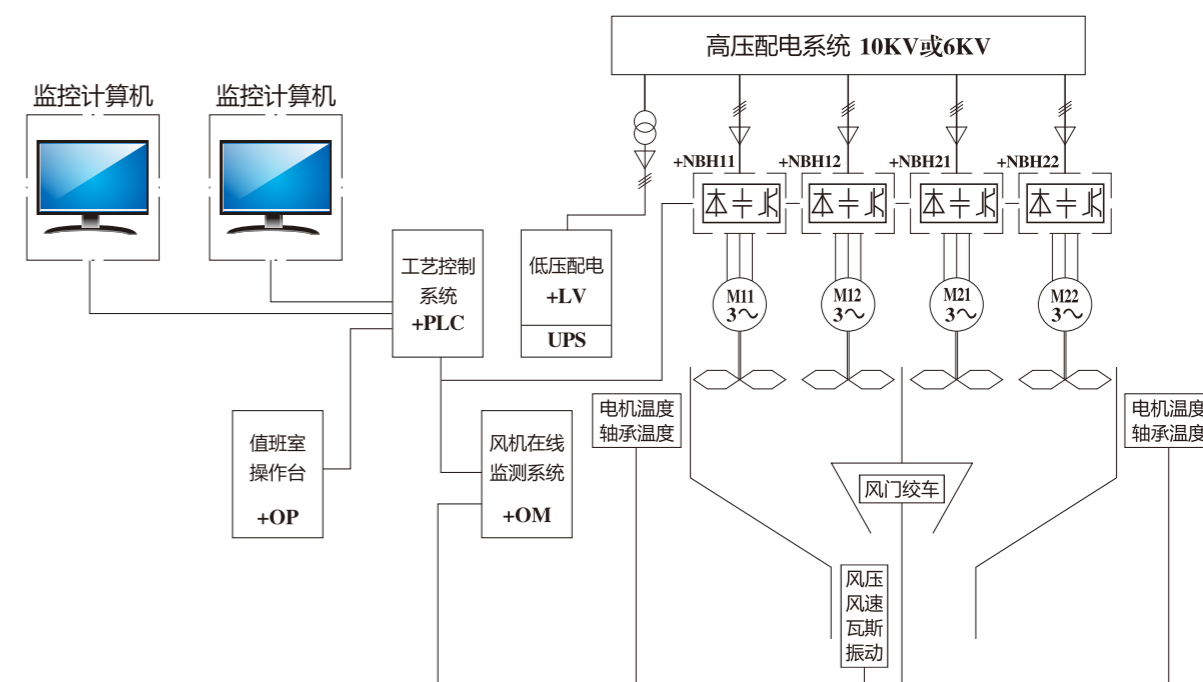 高压配电系统 10KV或6KV
监控计算机
监控计算机
+NBH11
+NBH12
+NBH21
+NBH22
工艺控制
系统
+PLC
低压配电
+LV
UPS
M11
3～
M12
3～
M21
3～
M22
3～
值班室
操作台
+OP
风机在线
监测系统
+OM
电机温度
轴承温度
电机温度
轴承温度
风门绞车
风压
风速
瓦斯
振动